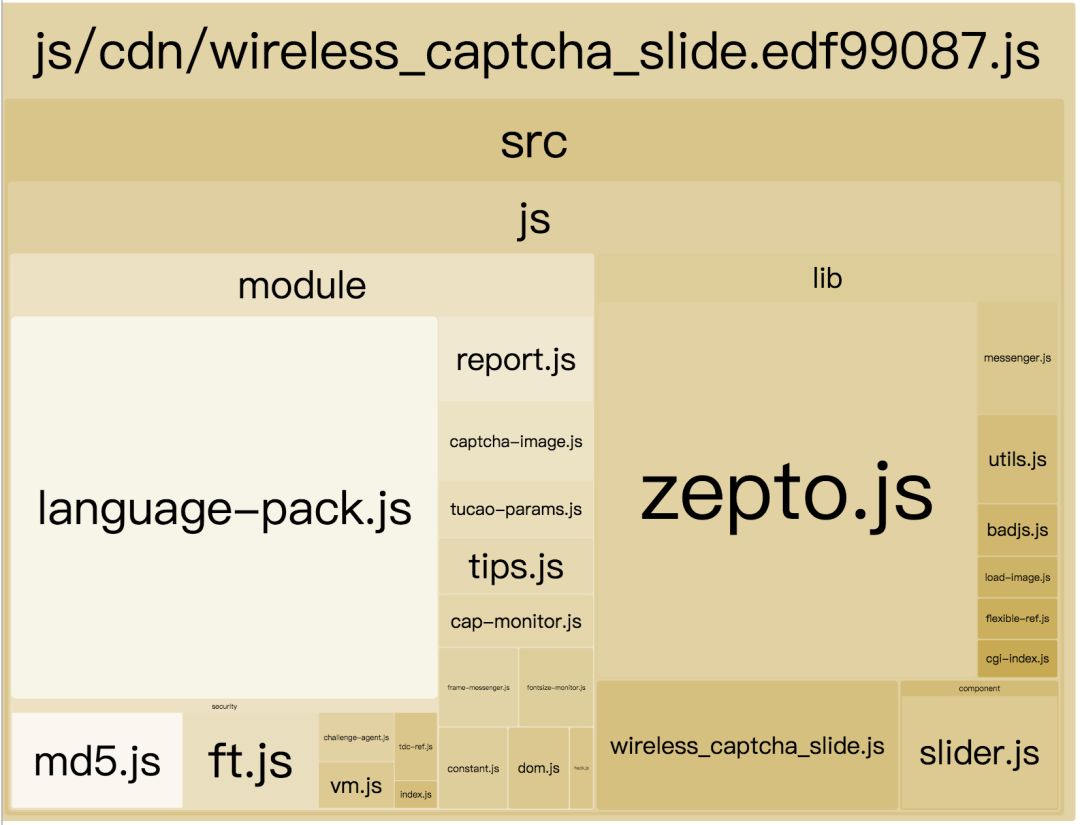 js/cdn/wireless_captcha_slide.edf99087.js
src
js
module
lib
language-pack.js
report.js
captcha-image.js
tucao-params.js
tips.js
cap-monitor.js
frame-messenger.js
fontsize-monitor.js
constant.js
dom.js
security
md5.js
ft.js
challenge-agent.js
vm.js
tdc-ref.js
index.js
zepto.js
messenger.js
utils.js
badjs.js
load-image.js
flexible-ref.js
cgi-index.js
wireless_captcha_slide.js
component
slider.js